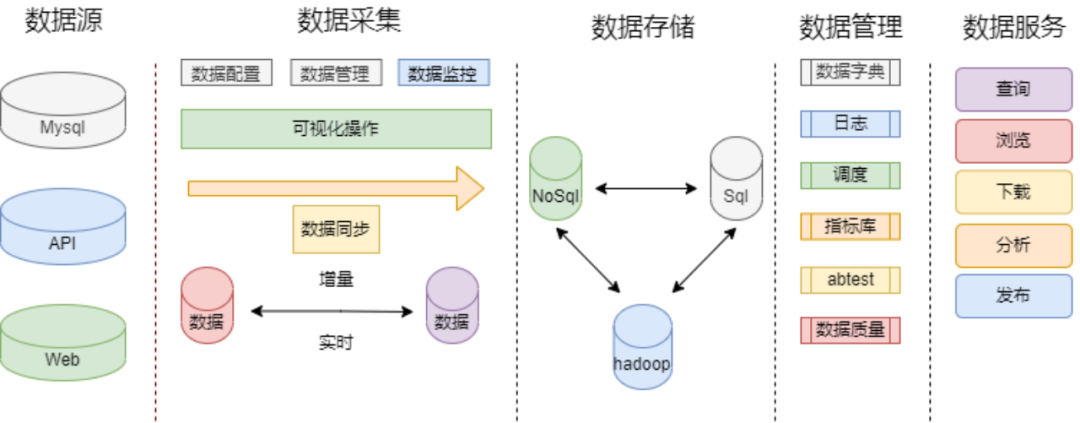 数据源
Mysql
API
Web
数据采集
数据配置
数据管理
数据监控
可视化操作
数据同步
增量
数据
数据
实时
数据存储
NoSql
Sql
hadoop
数据管理
数据字典
日志
调度
指标库
abtest
数据质量
数据服务
查询
浏览
下载
分析
发布